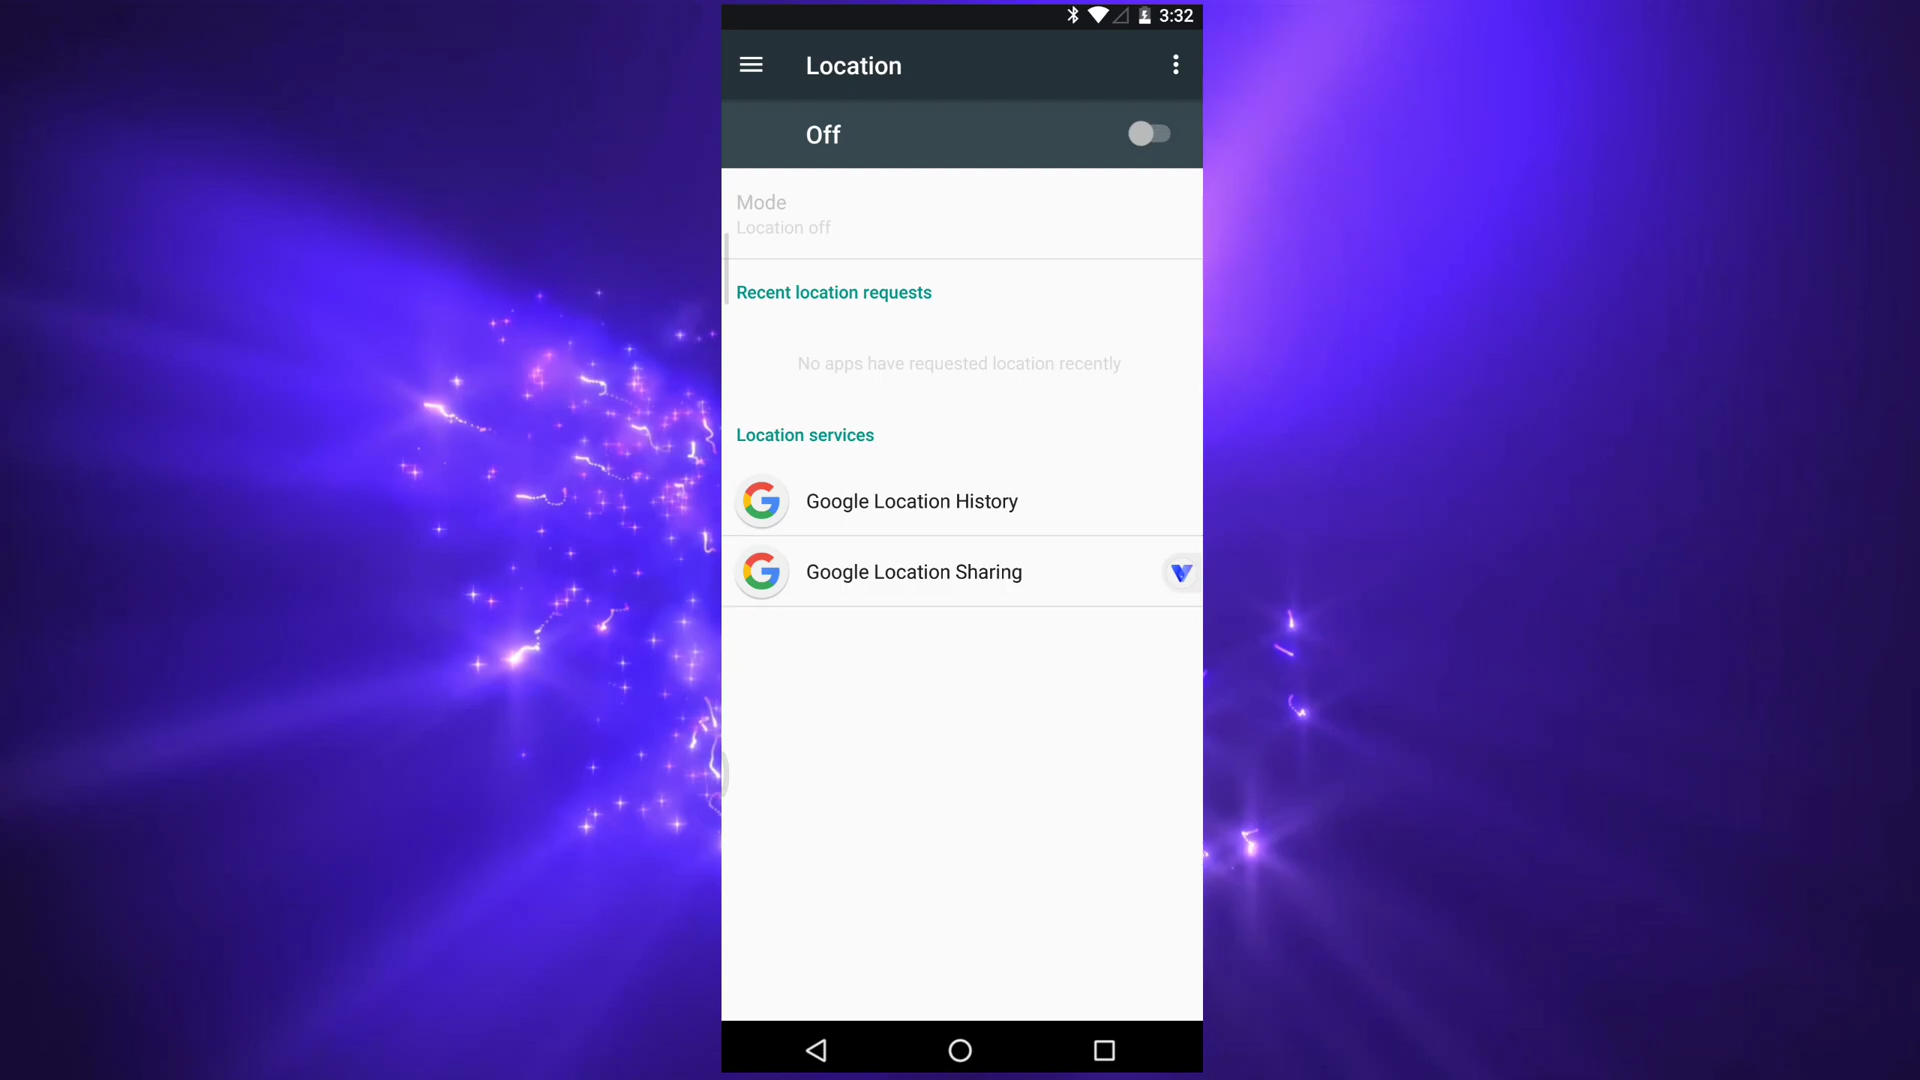 3:32
Location
Off
Mode
Location off
Recent location requests
No apps have requested location recently
Location services
Google Location History
Google Location Sharing